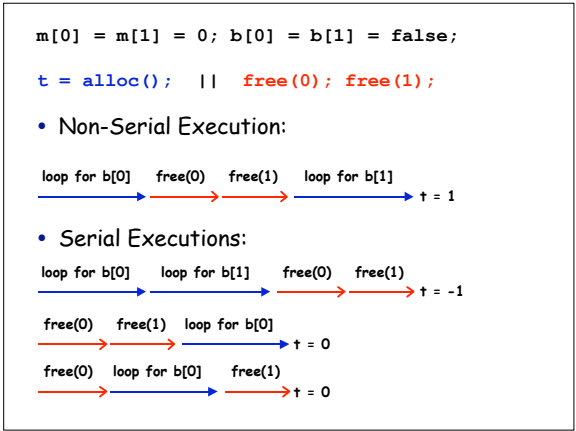 m[0] = m[1] = 0; b[0] = b[1] = false;
t = alloc(); || free(0); free(1);
• Non-Serial Execution:
loop for b[0] free(0) free(1) loop for b[1]
t = 1
• Serial Executions:
loop for b[0] loop for b[1] free(0) free(1)
t = -1
free(0) free(1) loop for b[0]
t = 0
free(0) loop for b[0] free(1)
t = 0